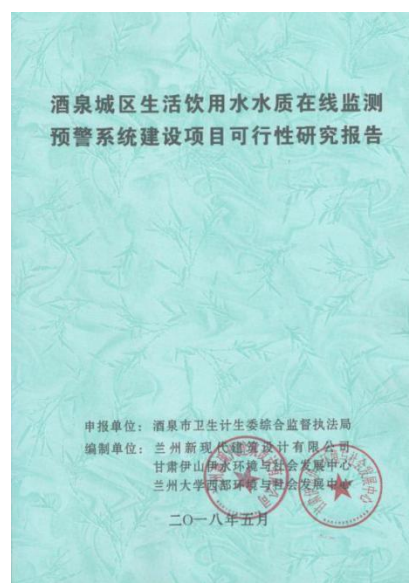 酒泉城区生活饮用水水质在线监测
预警系统建设项目可行性研究报告
申报单位：酒泉市卫生计生委综合监督执法局
编制单位：兰州新现代建筑设计有限公司
甘肃伊山伊水环境与社会发展中心
兰州大学西部环境与社会发展中心
二〇一八年五月